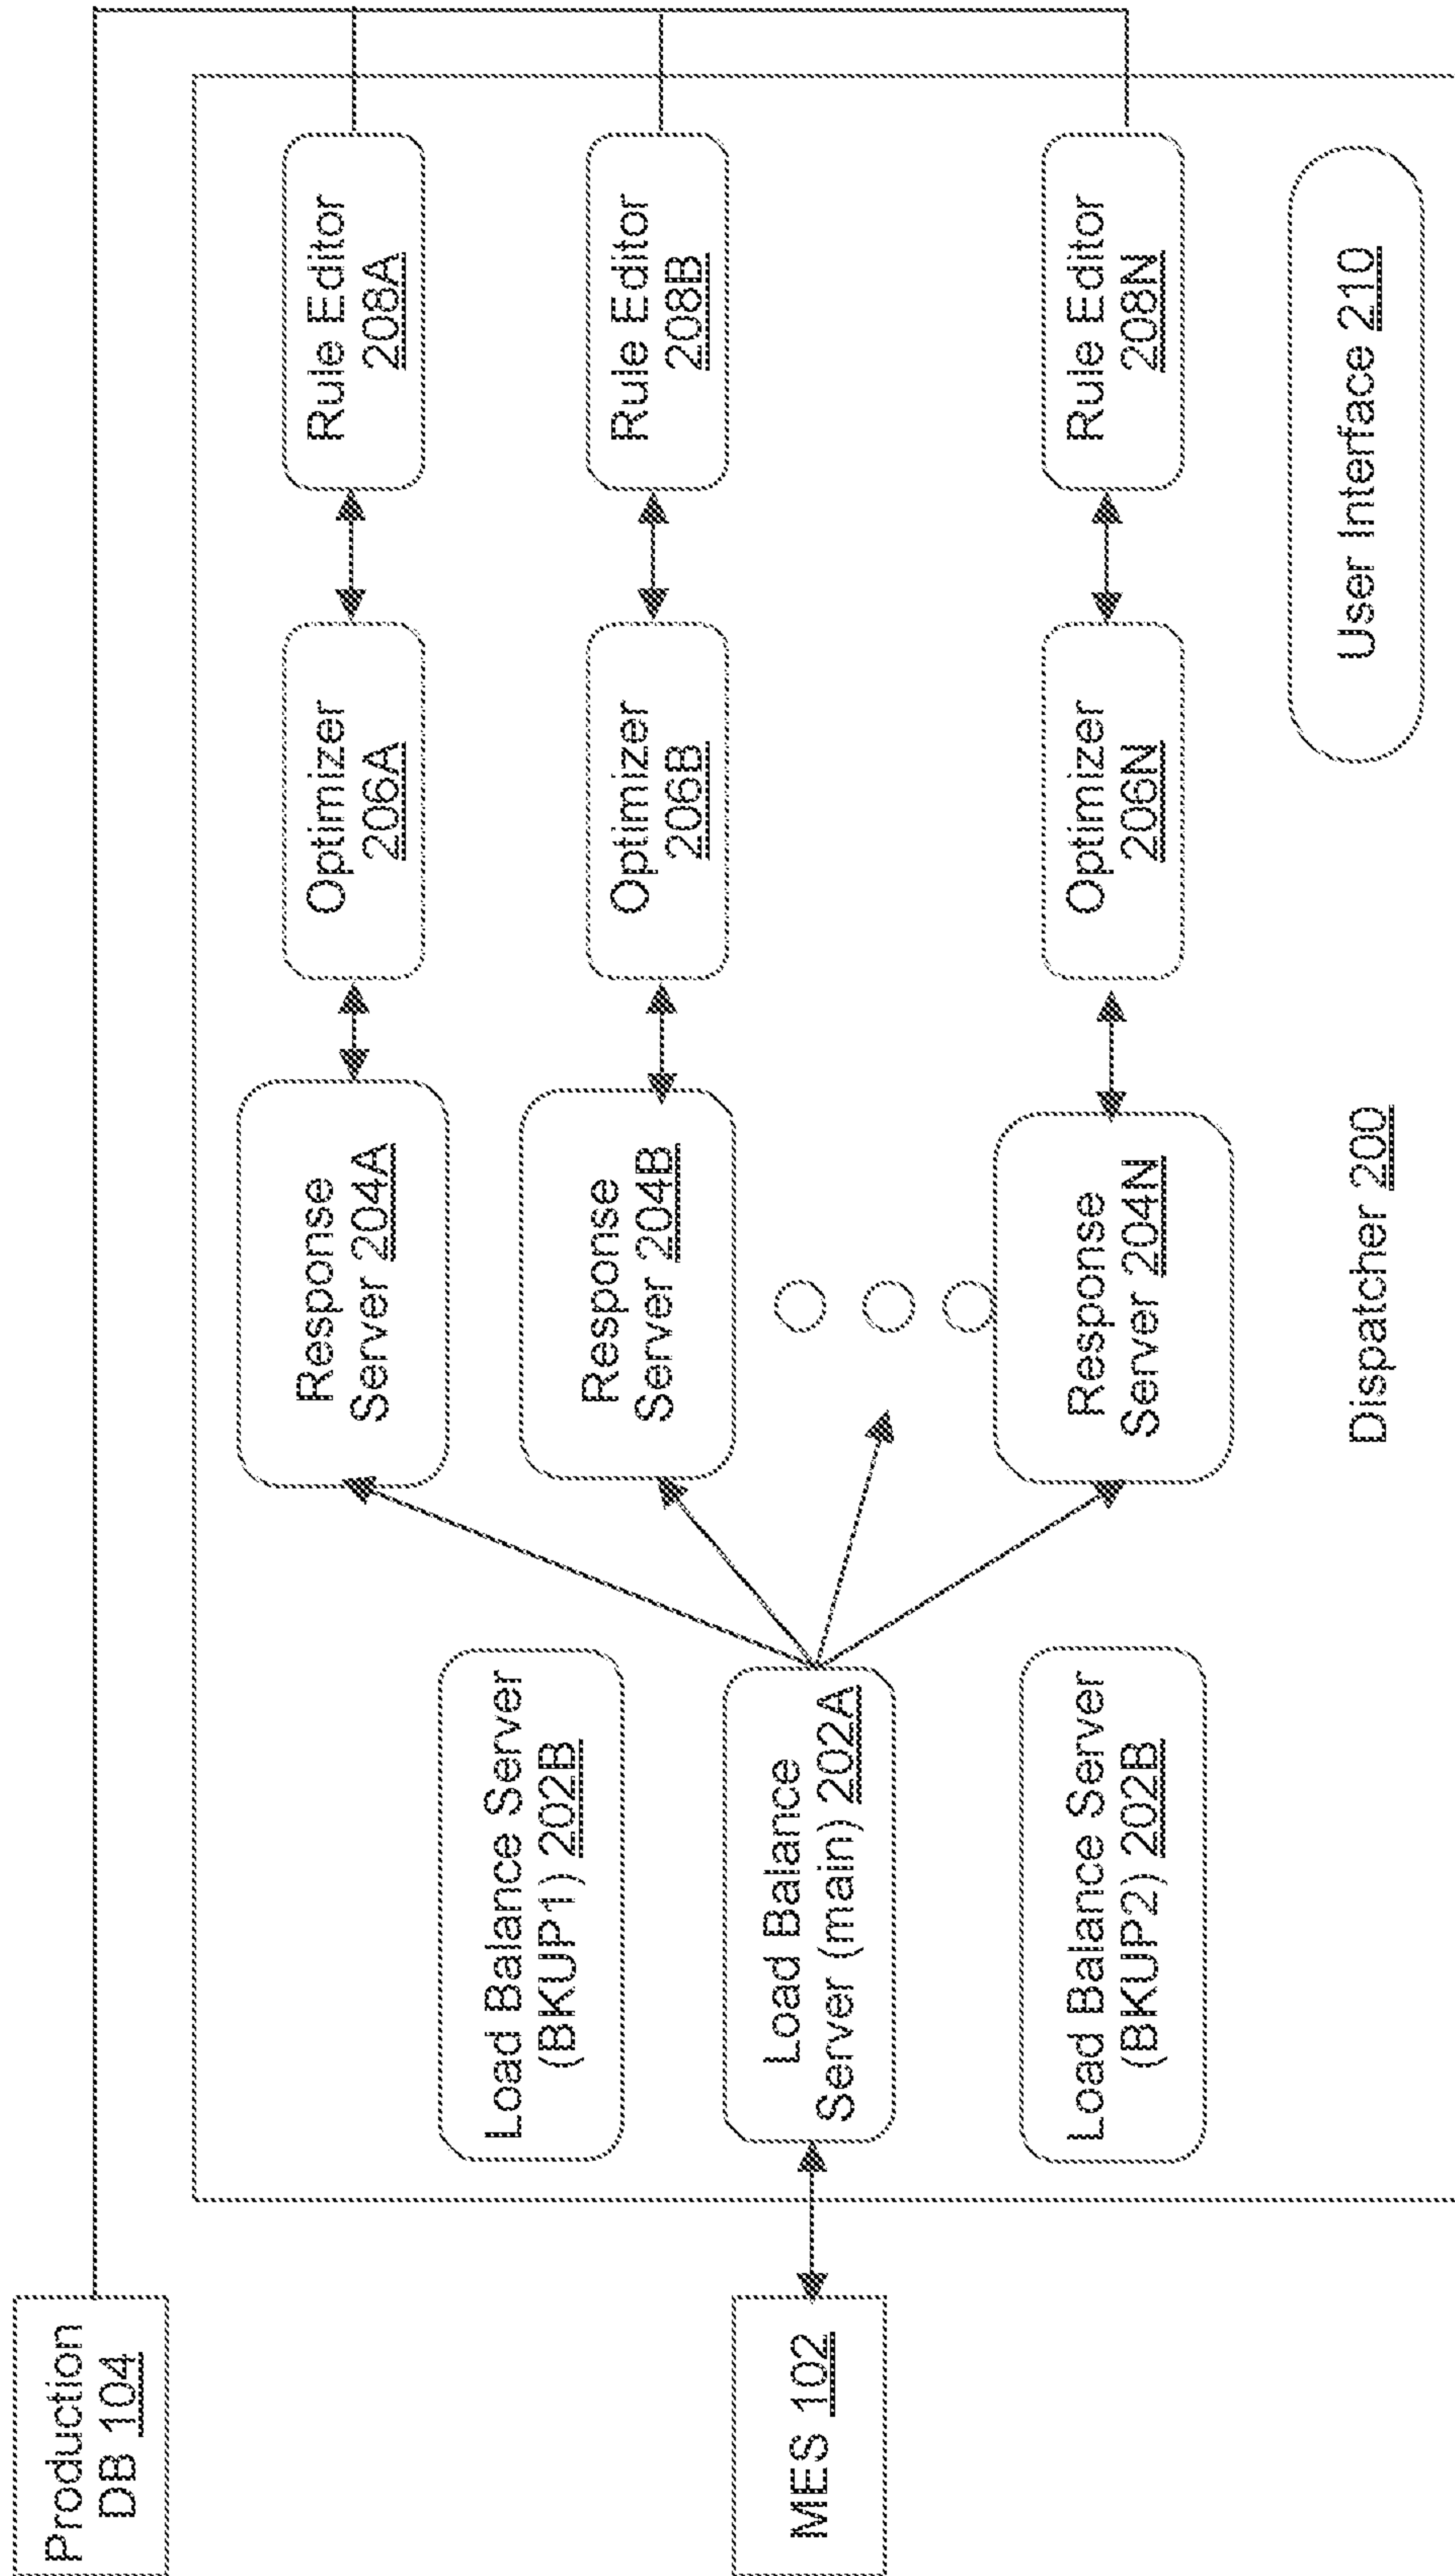 Production
DB 104
MES 102
Load Balance Server
(BKUP1) 202B
Load Balance
Server (main) 202A
Load Balance Server
(BKUP2) 202B
Response
Server 204A
Response
Server 204B
Response
Server 204N
Optimizer
206A
Optimizer
206B
Optimizer
206N
Rule Editor
208A
Rule Editor
208B
Rule Editor
208N
Dispatcher 200
User Interface 210